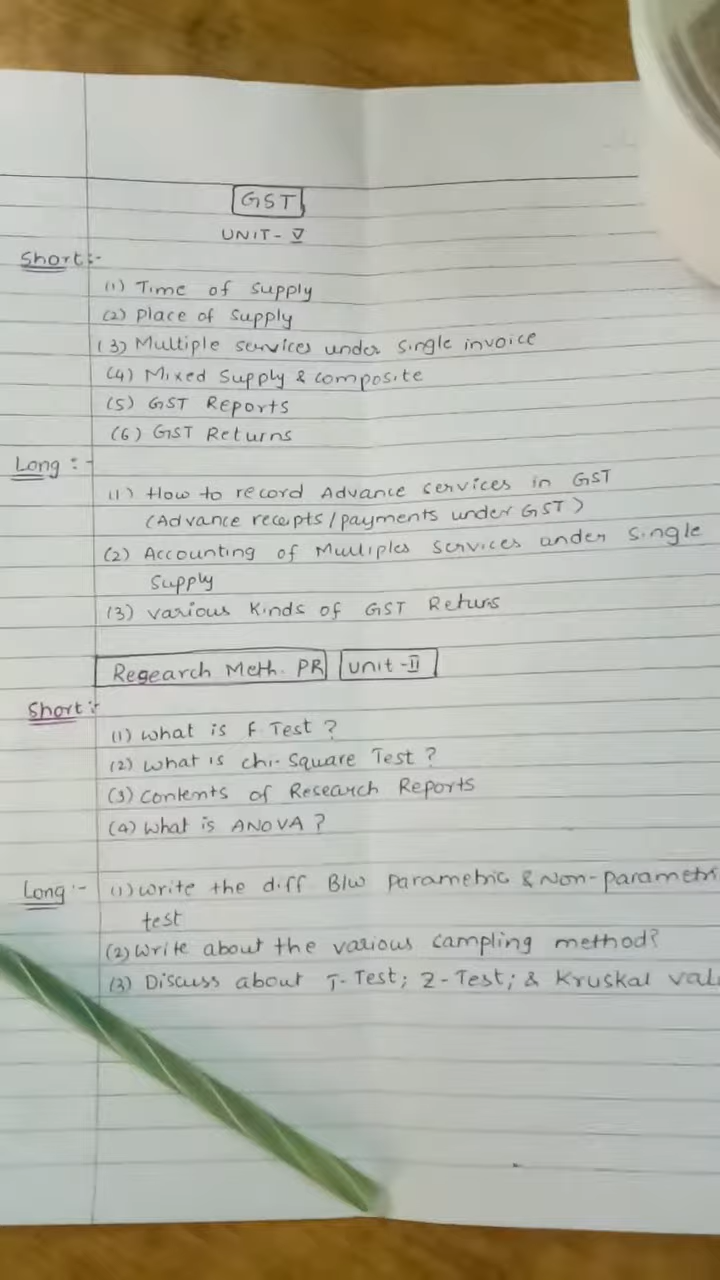 GST
UNIT - V
Short :-
(1) Time of supply
(2) Place of Supply
(3) Multiple services under single invoice
(4) Mixed Supply & composite
(5) GST Reports
(6) GST Returns
Long :-
(1) How to record Advance services in GST
(Advance recepts/payments under GST)
(2) Accounting of Mulliples services under single
Supply
(3) various Kinds of GST Returs
Regearch Meth. PR Unit - II
Short :-
(1) what is F Test ?
(2) what is chi-Square Test ?
(3) Contents of Research Reports
(4) What is ANOVA ?
Long :- (1) write the diff B/w parametric & Non-parametri
test
(2) Write about the various campling method?
(3) Discuss about T-Test; Z-Test; & Kruskal val